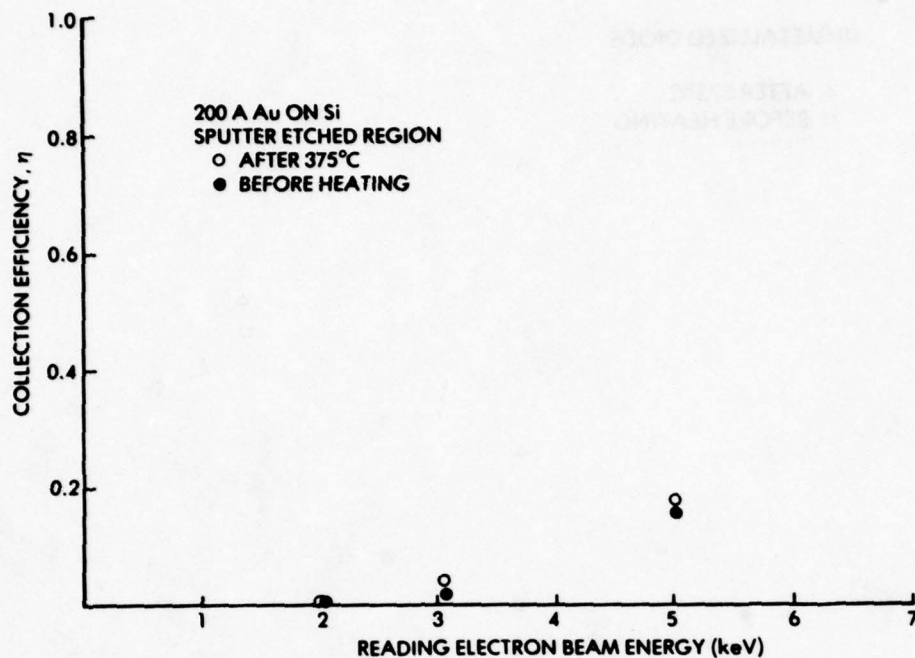 1.0
200 A Au ON Si
SPUTTER ETCHED REGION
○ AFTER 375°C
● BEFORE HEATING
0.8
0.6
0.4
0.2
COLLECTION EFFICIENCY, η
1 2 3 4 5 6 7
READING ELECTRON BEAM ENERGY (keV)